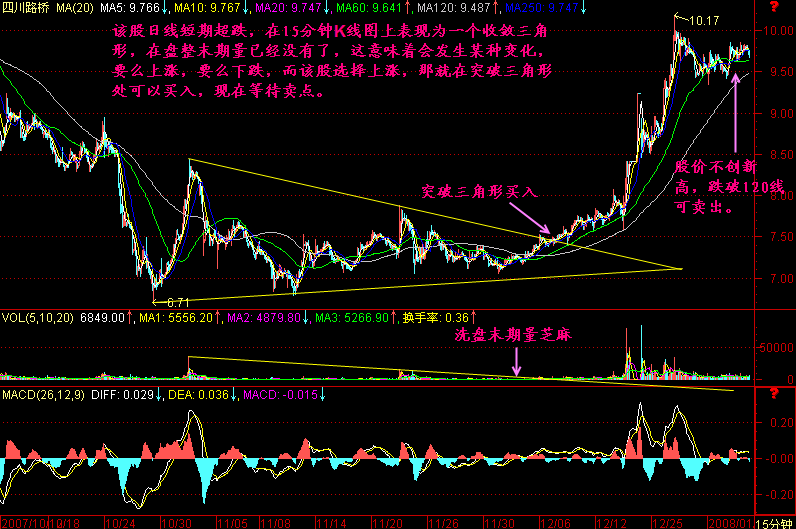 四川路桥 MA(20) MA5: 9.766↓, MA10: 9.767↓, MA20: 9.747↓, MA60: 9.641↑, MA120: 9.487↑, MA250: 9.747↓
?
该股日线短期超跌，在15分钟K线图上表现为一个收敛三角
形，在盘整末期量已经没有了，这意味着会发生某种变化，
要么上涨，要么下跌，而该股选择上涨，那就在突破三角形
处可以买入，现在等待卖点。
←10.17
10.00
9.50
9.00
8.50
8.00
7.50
7.00
股价不创新
高，跌破120线
可卖出。
突破三角形买入
←6.71
VOL(5,10,20) 6849.00↑, MA1: 5556.20↑, MA2: 4879.80↓, MA3: 5266.90↑, 换手率: 0.36↑
?
洗盘末期量芝麻
50000
0
MACD(26,12,9) DIFF: 0.029↓, DEA: 0.036↓, MACD: -0.015↓
?
0.20
-0.00
-0.20
2007/10 10/18 10/24 10/30 11/05 11/08 11/14 11/20 11/26 11/30 12/06 12/12 12/25 2008/01 15分钟